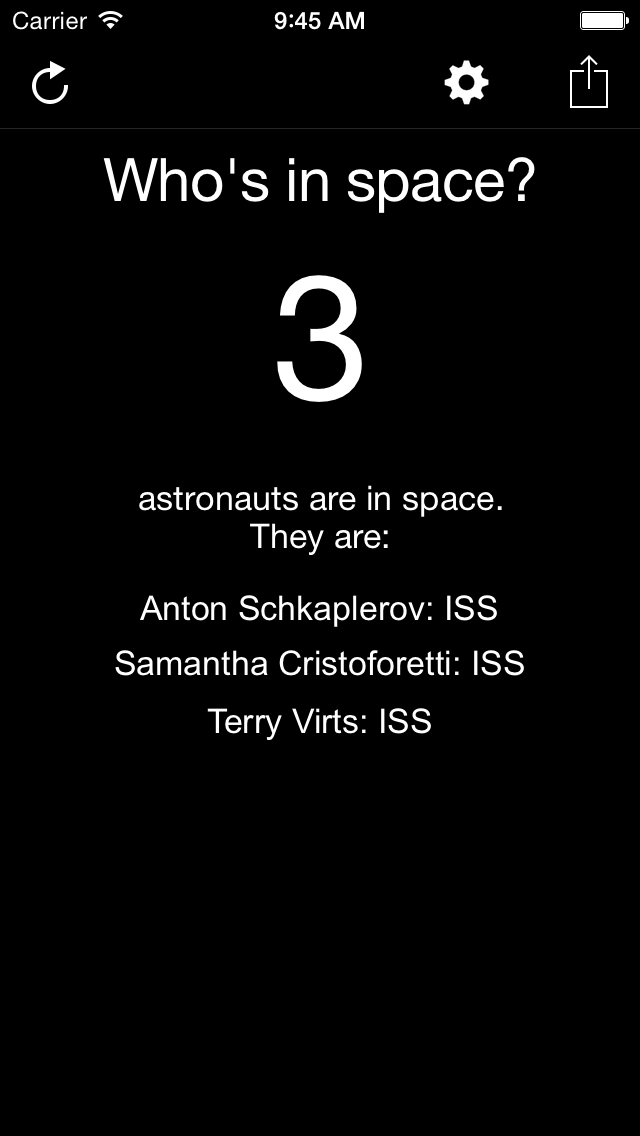 Carrier 9:45 AM
Who's in space?
3
astronauts are in space.
They are:
Anton Schkaplerov: ISS
Samantha Cristoforetti: ISS
Terry Virts: ISS